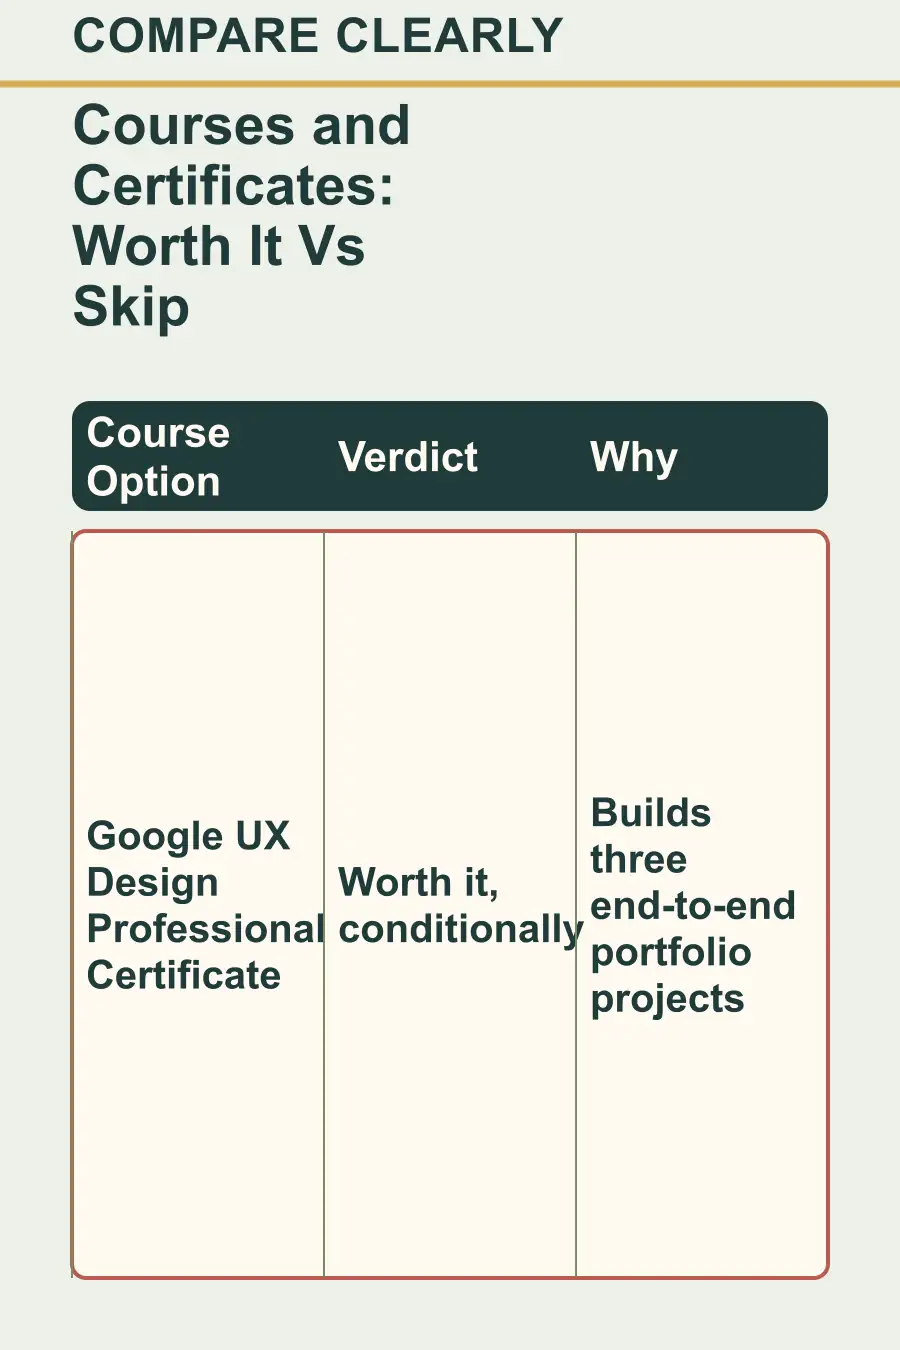 COMPARE CLEARLY
Courses and
Certificates:
Worth It Vs
Skip
Course
Option
Verdict
Why
Google UX
Design
Professional
Certificate
Worth it,
conditionally
Builds
three
end-to-end
portfolio
projects